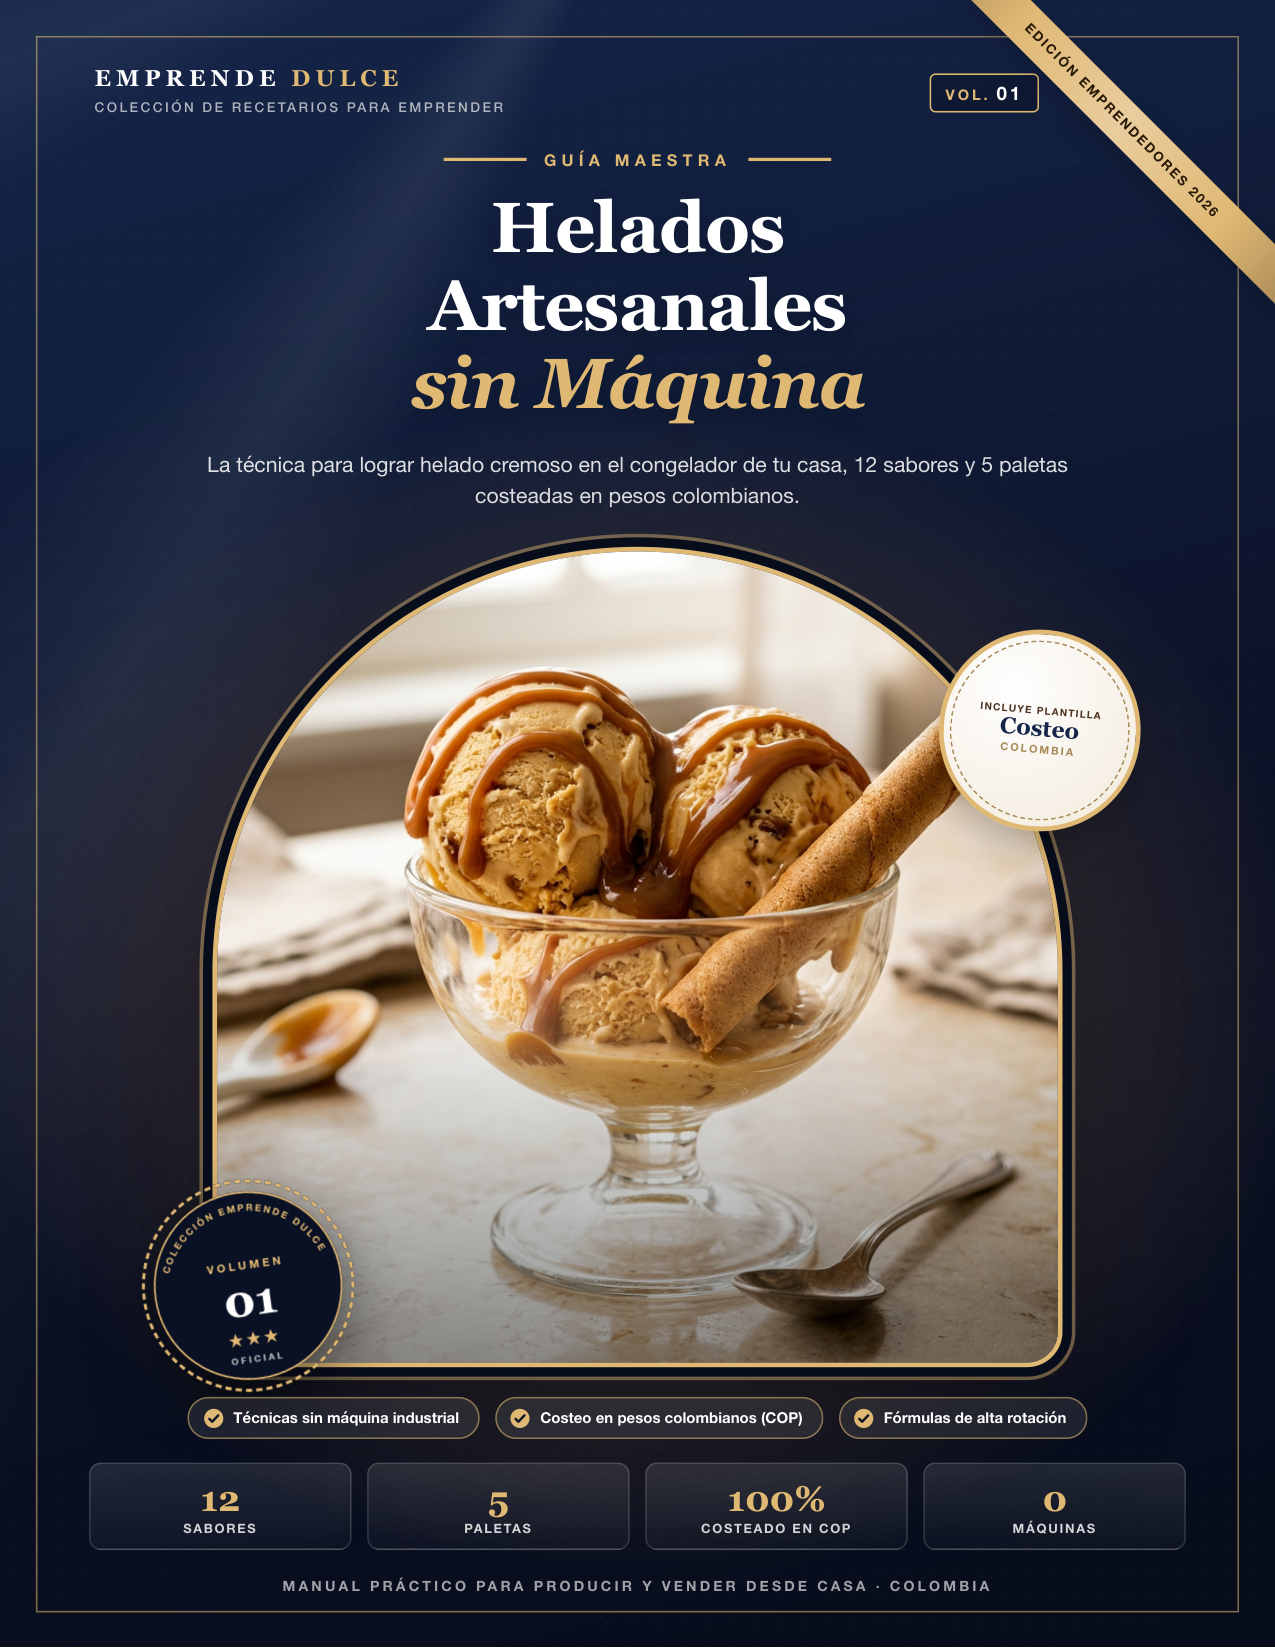 EMPRENDE DULCE
COLECCIÓN DE RECETARIOS PARA EMPRENDER
VOL. 01
EDICIÓN EMPRENDEDORES 2026
GUÍA MAESTRA
Helados
Artesanales
sin Máquina
La técnica para lograr helado cremoso en el congelador de tu casa, 12 sabores y 5 paletas
costeadas en pesos colombianos.
INCLUYE PLANTILLA
Costeo
COLOMBIA
COLECCIÓN EMPRENDE DULCE
VOLUMEN
01
★★★
OFICIAL
Técnicas sin máquina industrial
Costeo en pesos colombianos (COP)
Fórmulas de alta rotación
12
SABORES
5
PALETAS
100%
COSTEADO EN COP
0
MÁQUINAS
MANUAL PRÁCTICO PARA PRODUCIR Y VENDER DESDE CASA · COLOMBIA